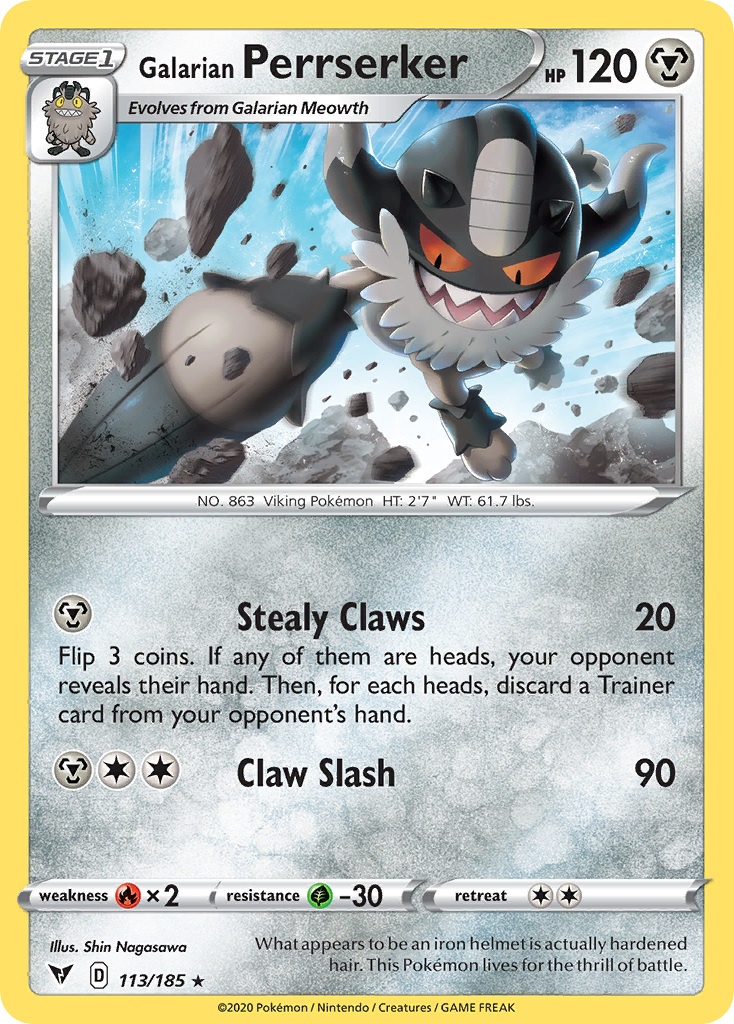 STAGE 1
Galarian Perrserker HP 120
Evolves from Galarian Meowth
NO. 863 Viking Pokémon HT: 2'7" WT: 61.7 lbs.
Stealy Claws 20
Flip 3 coins. If any of them are heads, your opponent
reveals their hand. Then, for each heads, discard a Trainer
card from your opponent's hand.
Claw Slash 90
weakness ×2 resistance -30 retreat
Illus. Shin Nagasawa
What appears to be an iron helmet is actually hardened
hair. This Pokémon lives for the thrill of battle.
D 113/185 ★
©2020 Pokémon / Nintendo / Creatures / GAME FREAK